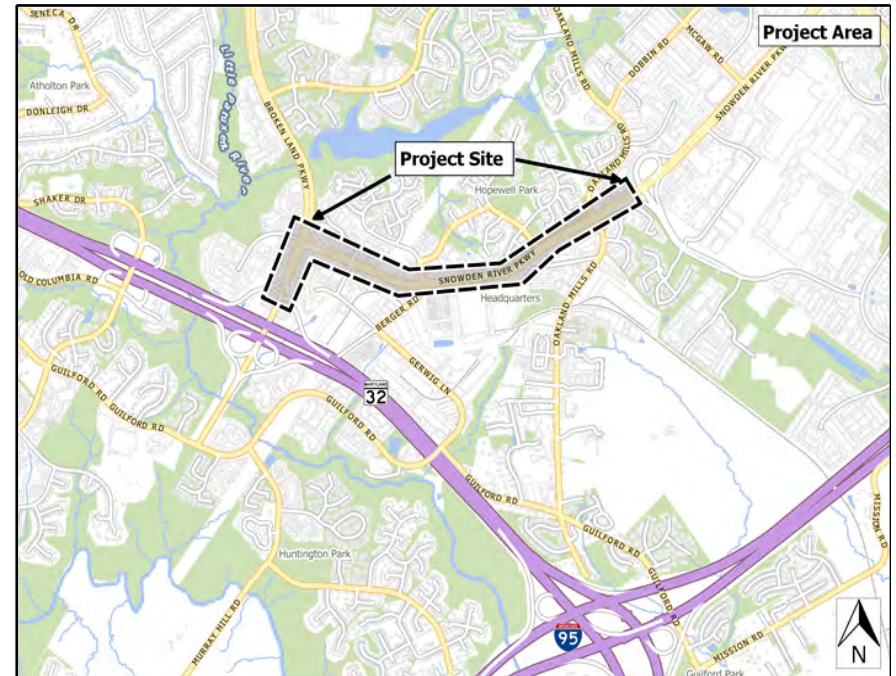 SENECA DR
Atholton Park
DONLEIGH DR
Little Patuxent River
BROKEN LAND PKWY
OAKLAND MILLS RD
DOBBIN RD
MCGAW RD
Project Area
SNOWDEN RIVER PKWY
Project Site
OAKLAND MILLS RD
Hopewell Park
SHAKER DR
OLD COLUMBIA RD
SNOWDEN RIVER PKWY
Headquarters
BERGER RD
OAKLAND MILLS RD
GERWIG LN
MARYLAND
32
GUILFORD RD
GUILFORD RD
GUILFORD RD
GUILFORD RD
GUILFORD RD
GUILFORD RD
Huntington Park
MURRAY HILL RD
MISSION RD
95
MISSION RD
Guilford Park
N